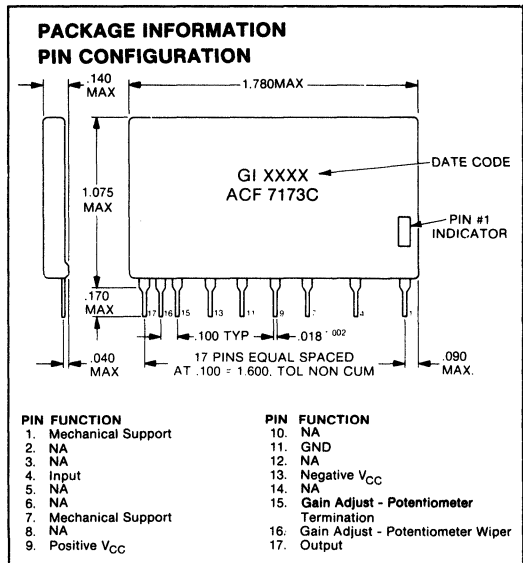 PACKAGE INFORMATION
PIN CONFIGURATION
.140
MAX
1.780MAX
GI XXXX
ACF 7173C
DATE CODE
1.075
MAX
PIN #1
INDICATOR
.170
MAX
17 16 15 13 11 9 7 4 1
.100 TYP
.018 ± .002
.040
MAX
17 PINS EQUAL SPACED
AT .100 = 1.600. TOL NON CUM
.090
MAX.
PIN FUNCTION
1. Mechanical Support
2. NA
3. NA
4. Input
5. NA
6. NA
7. Mechanical Support
8. NA
9. Positive VCC
PIN FUNCTION
10. NA
11. GND
12. NA
13. Negative VCC
14. NA
15. Gain Adjust - Potentiometer
Termination
16. Gain Adjust - Potentiometer Wiper
17. Output